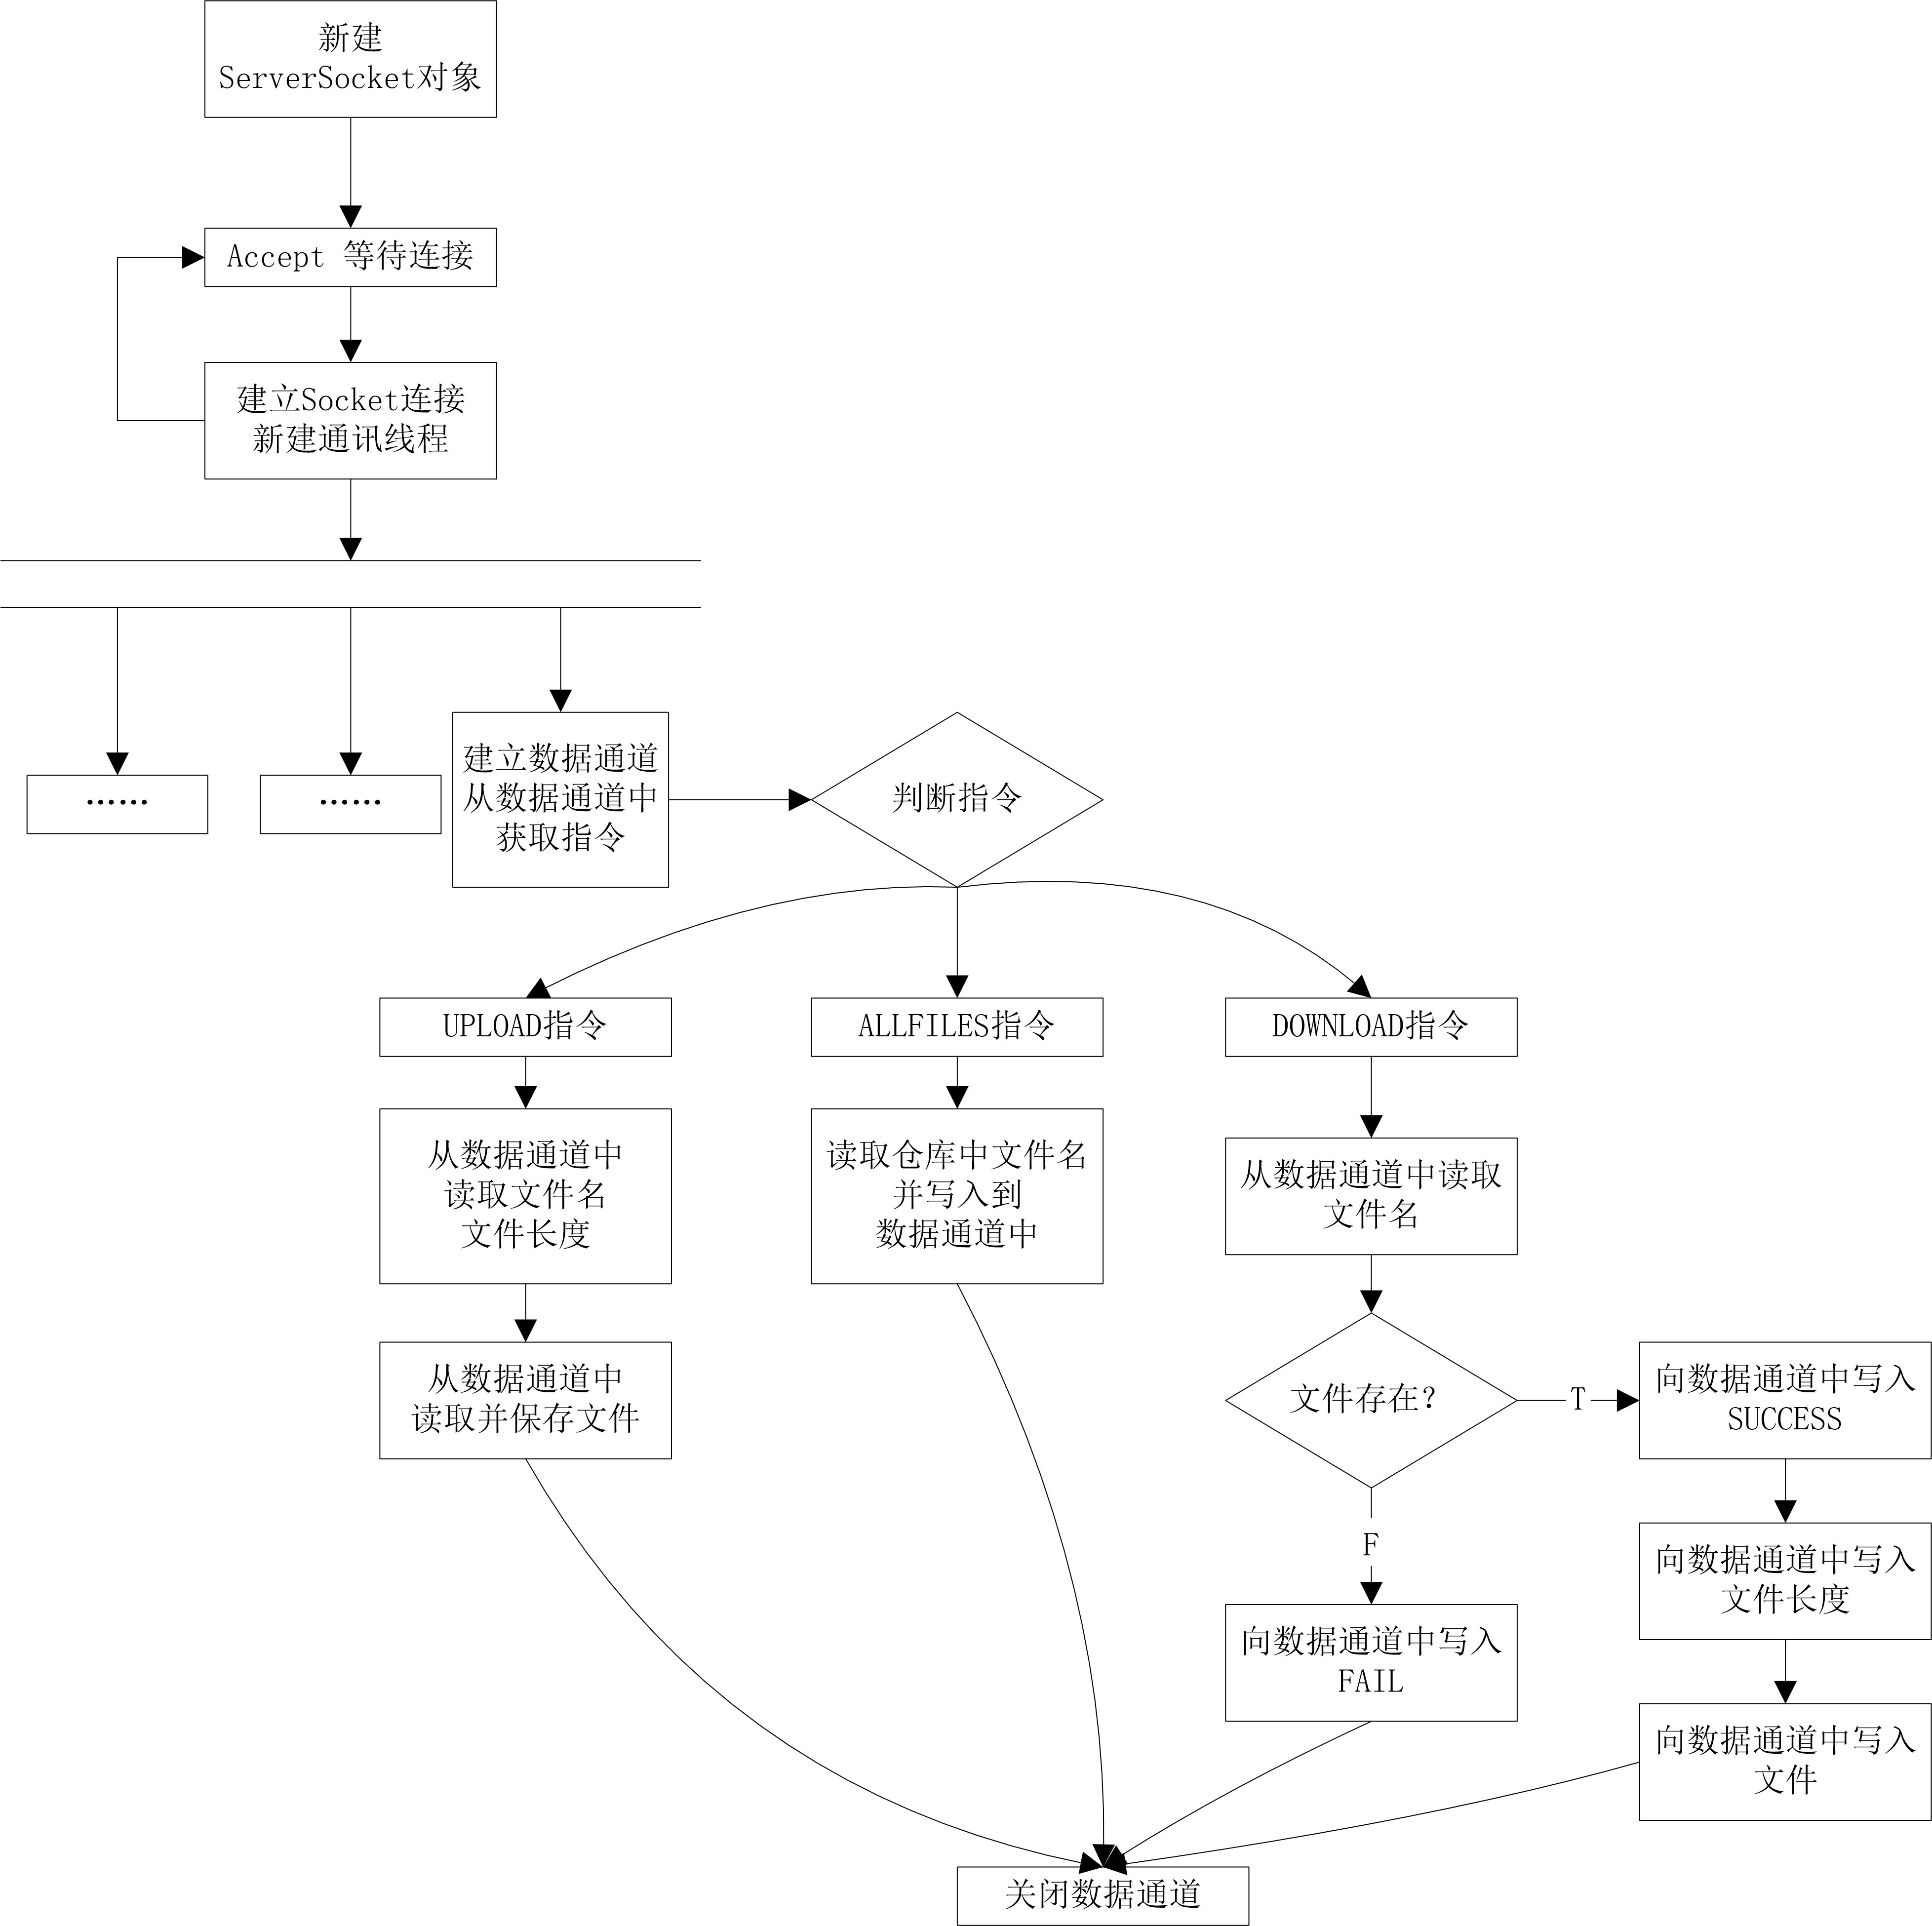 新建
ServerSocket对象
Accept 等待连接
建立Socket连接
新建通讯线程
……
……
建立数据通道
从数据通道中
获取指令
判断指令
UPLOAD指令
ALLFILES指令
DOWNLOAD指令
从数据通道中
读取文件名
文件长度
读取仓库中文件名
并写入到
数据通道中
从数据通道中读取
文件名
从数据通道中
读取并保存文件
文件存在?
T
向数据通道中写入
SUCCESS
F
向数据通道中写入
文件长度
向数据通道中写入
FAIL
向数据通道中写入
文件
关闭数据通道